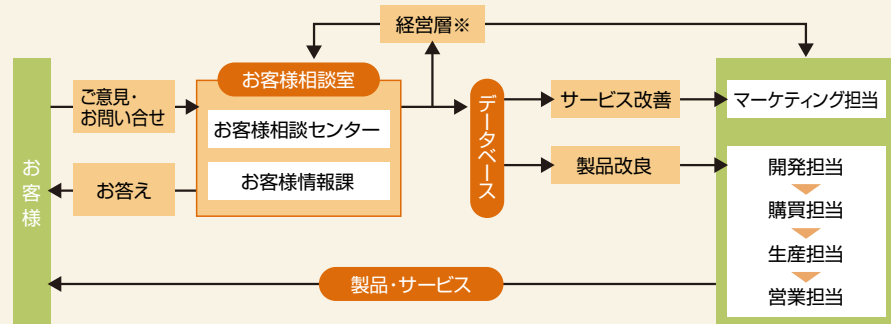 経営層※
お客様
ご意見・
お問い合せ
お答え
お客様相談室
お客様相談センター
お客様情報課
データベース
サービス改善
製品改良
マーケティング担当
開発担当
購買担当
生産担当
営業担当
製品・サービス